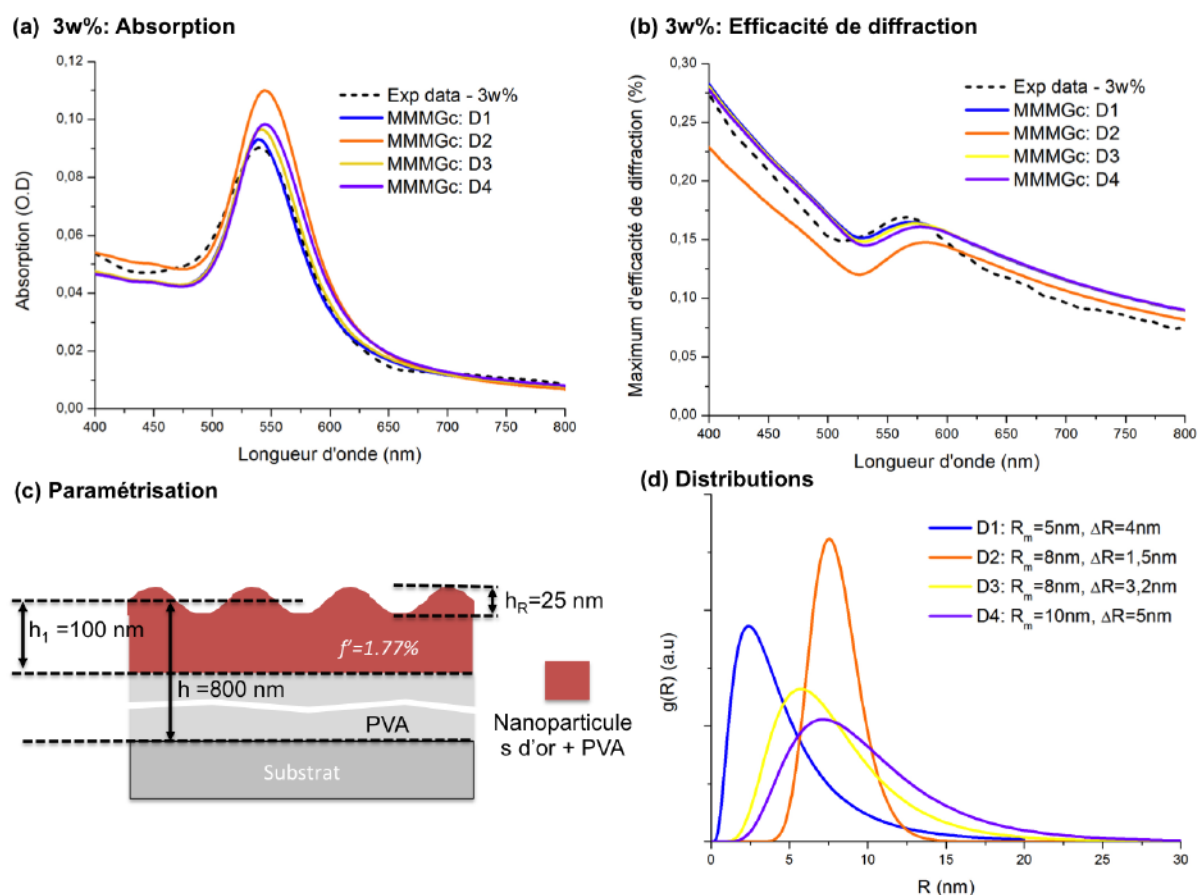 (a) 3w%: Absorption
0,12
0,10
0,08
0,06
0,04
0,02
0,00
Absorption (O.D)
400 450 500 550 600 650 700 750 800
Longueur d'onde (nm)
Exp data - 3w%
MMMGc: D1
MMMGc: D2
MMMGc: D3
MMMGc: D4
(b) 3w%: Efficacité de diffraction
0,30
0,25
0,20
0,15
0,10
0,05
0,00
Maximum d'efficacité de diffraction (%)
400 450 500 550 600 650 700 750 800
Longueur d'onde (nm)
Exp data - 3w%
MMMGc: D1
MMMGc: D2
MMMGc: D3
MMMGc: D4
(c) Paramétrisation
h1 =100 nm
hR=25 nm
f'=1.77%
h =800 nm
PVA
Substrat
Nanoparticule
s d'or + PVA
(d) Distributions
g(R) (a.u)
D1: Rm=5nm, ΔR=4nm
D2: Rm=8nm, ΔR=1,5nm
D3: Rm=8nm, ΔR=3,2nm
D4: Rm=10nm, ΔR=5nm
0 5 10 15 20 25 30
R (nm)